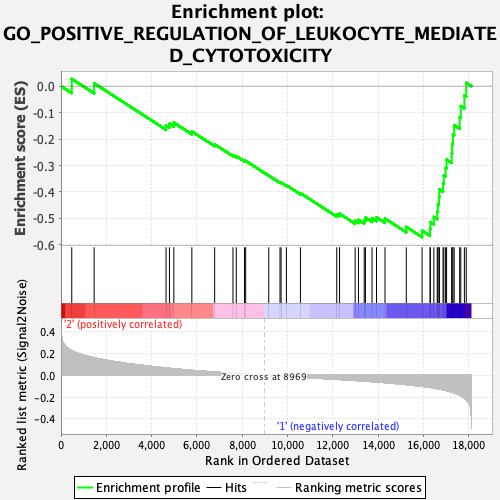 Enrichment plot:
GO_POSITIVE_REGULATION_OF_LEUKOCYTE_MEDIATE
D_CYTOTOXICITY
Enrichment score (ES)
0.0
-0.1
-0.2
-0.3
-0.4
-0.5
-0.6
'2' (positively correlated)
Ranked list metric (Signal2Noise)
0.4
0.2
0.0
-0.2
-0.4
Zero cross at 8969
'1' (negatively correlated)
0 2,000 4,000 6,000 8,000 10,000 12,000 14,000 16,000 18,000
Rank in Ordered Dataset
Enrichment profile Hits Ranking metric scores